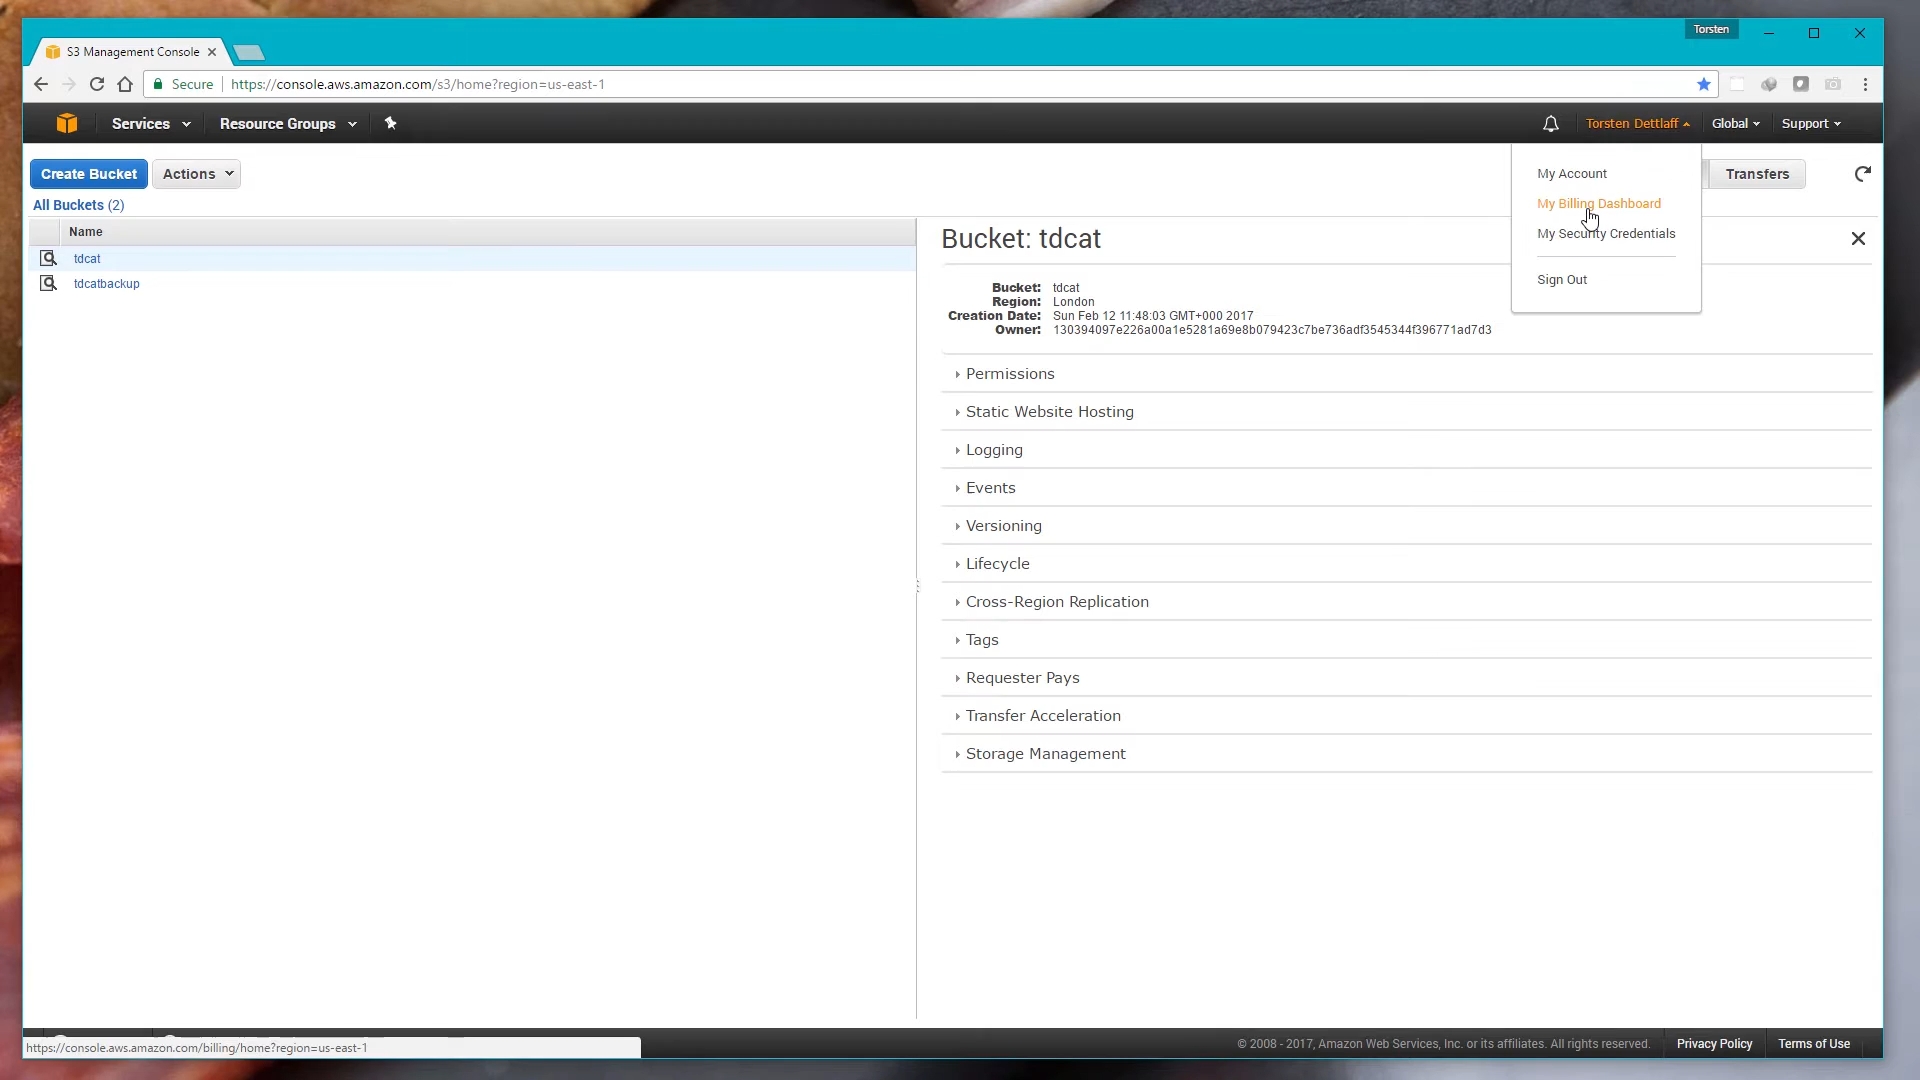 Torsten
S3 Management Console
Secure https://console.aws.amazon.com/s3/home?region=us-east-1
Services Resource Groups Torsten Dettlaff Global Support
Create Bucket Actions Transfers
My Account
My Billing Dashboard
My Security Credentials
Sign Out
All Buckets (2)
Name
tdcat
tdcatbackup
Bucket: tdcat
Bucket: tdcat
Region: London
Creation Date: Sun Feb 12 11:48:03 GMT+000 2017
Owner: 130394097e226a00a1e5281a69e8b079423c7be736adf3545344f396771ad7d3
Permissions
Static Website Hosting
Logging
Events
Versioning
Lifecycle
Cross-Region Replication
Tags
Requester Pays
Transfer Acceleration
Storage Management
© 2008 - 2017, Amazon Web Services, Inc. or its affiliates. All rights reserved. Privacy Policy Terms of Use
https://console.aws.amazon.com/billing/home?region=us-east-1